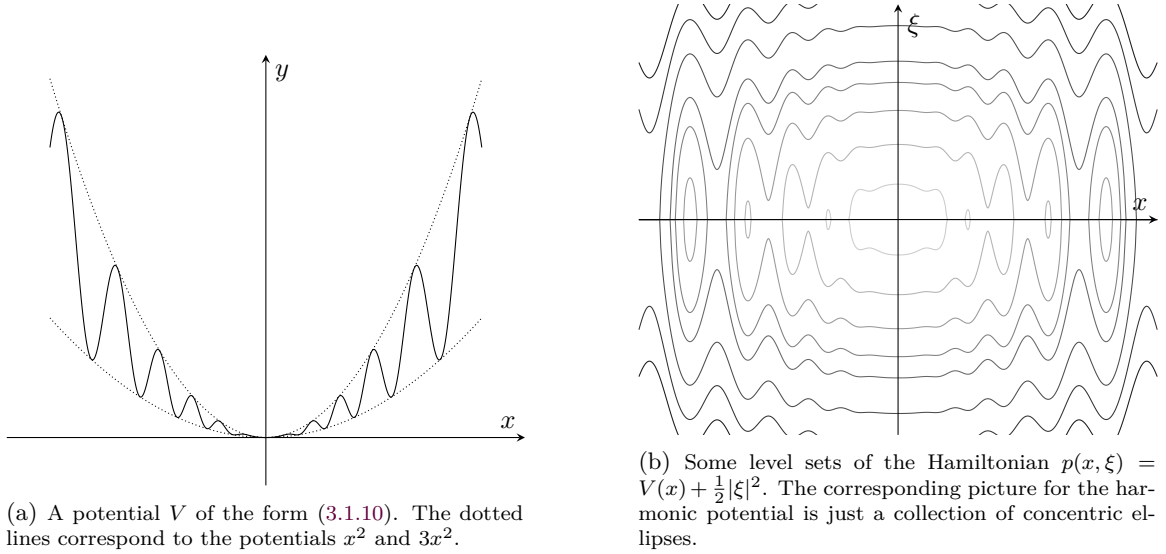 y
x
(a) A potential V of the form (3.1.10). The dotted
lines correspond to the potentials x² and 3x².
ξ
x
(b) Some level sets of the Hamiltonian p(x, ξ) =
V(x) + ½|ξ|². The corresponding picture for the har-
monic potential is just a collection of concentric el-
lipses.